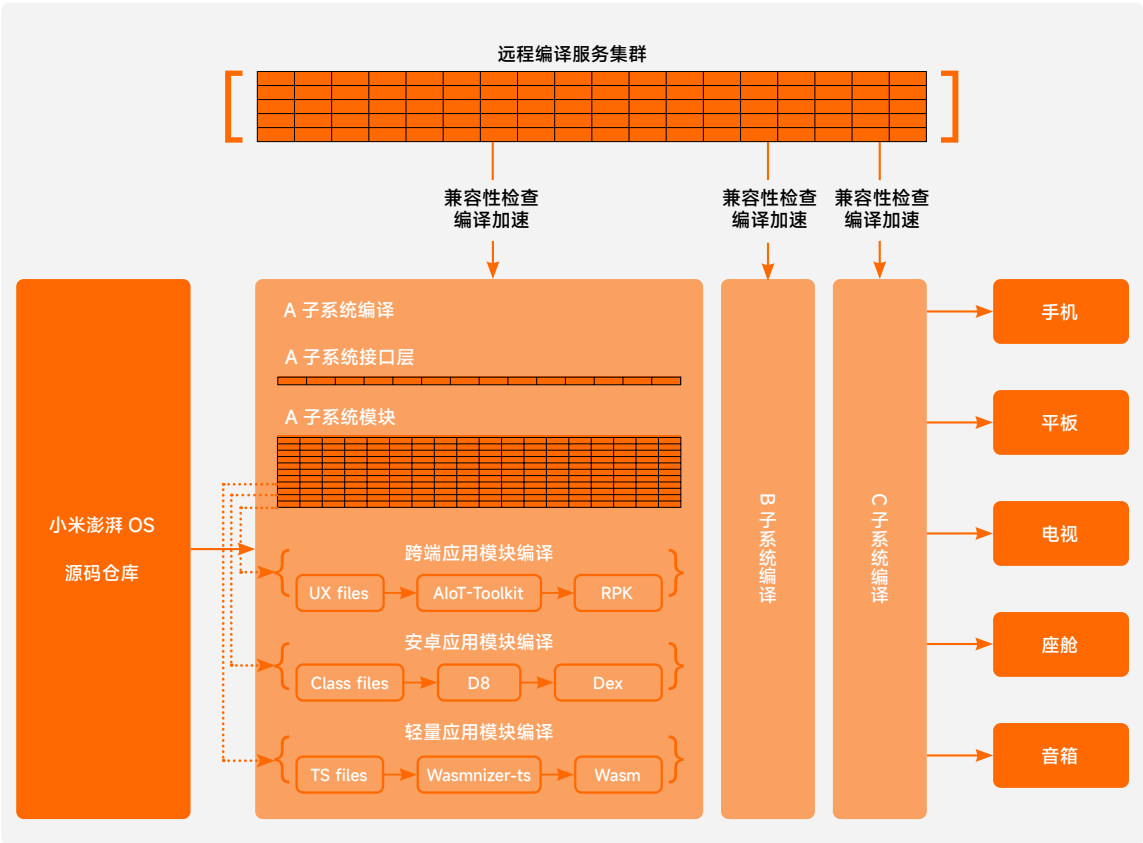 远程编译服务集群
兼容性检查
编译加速
兼容性检查
编译加速
兼容性检查
编译加速
小米澎湃 OS
源码仓库
A 子系统编译
A 子系统接口层
A 子系统模块
跨端应用模块编译
UX files
AIoT-Toolkit
RPK
安卓应用模块编译
Class files
D8
Dex
轻量应用模块编译
TS files
Wasmnizer-ts
Wasm
B 子系统编译
C 子系统编译
手机
平板
电视
座舱
音箱